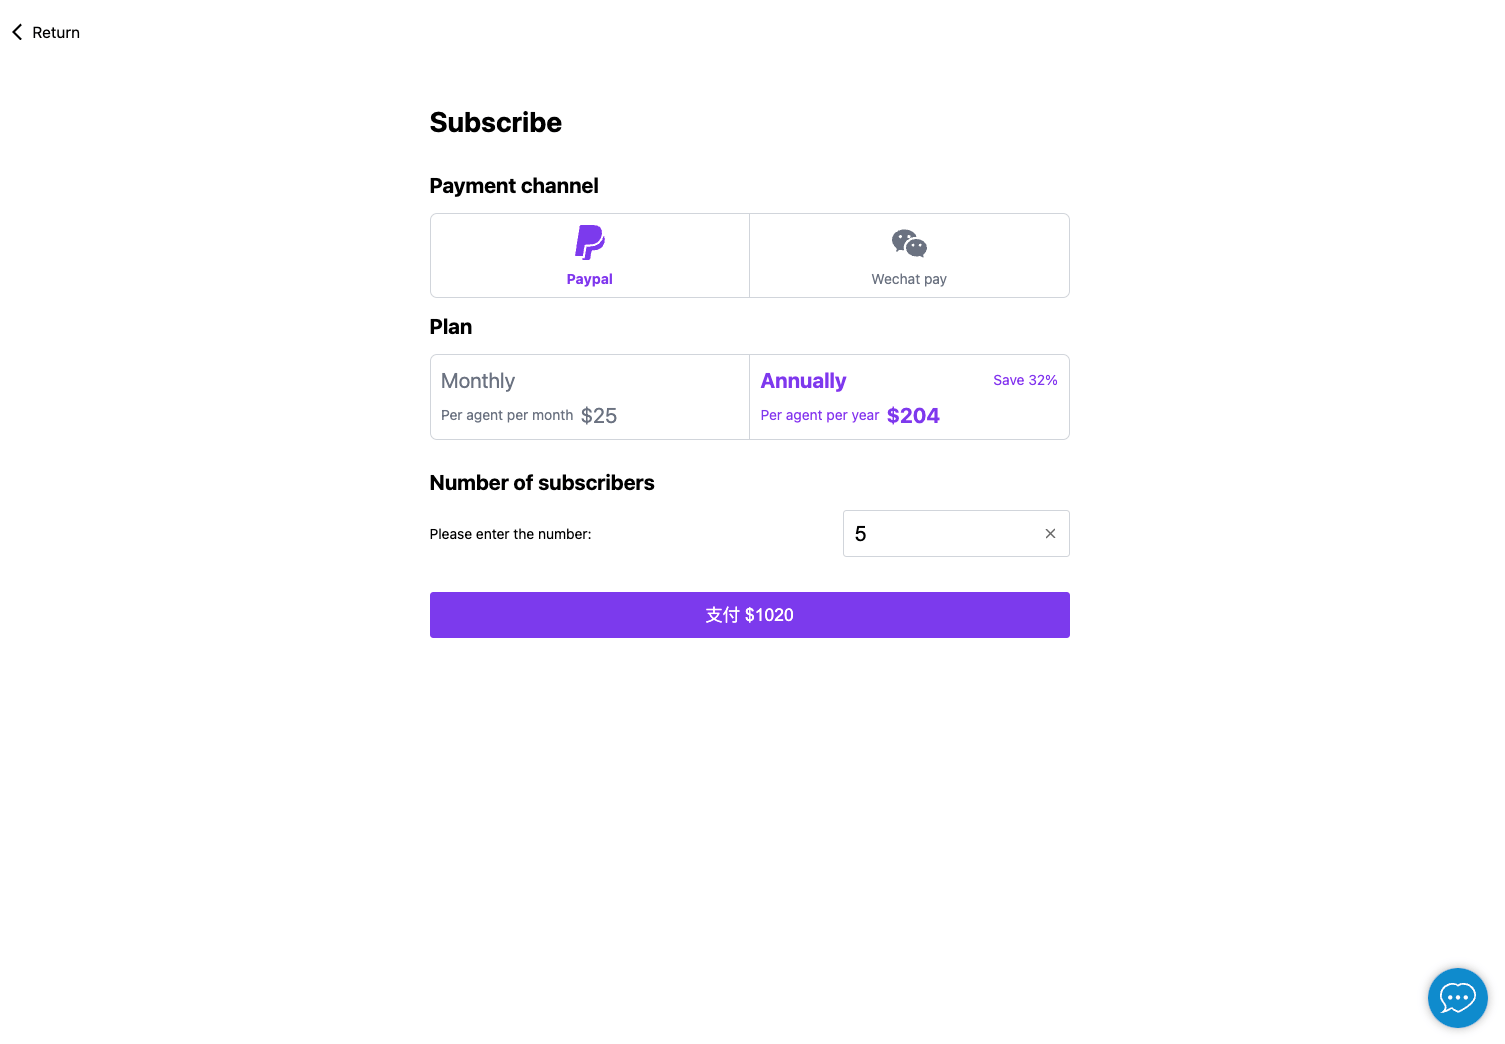 Return
Subscribe
Payment channel
Paypal
Wechat pay
Plan
Monthly
Per agent per month $25
Annually Save 32%
Per agent per year $204
Number of subscribers
Please enter the number: 5
支付 $1020